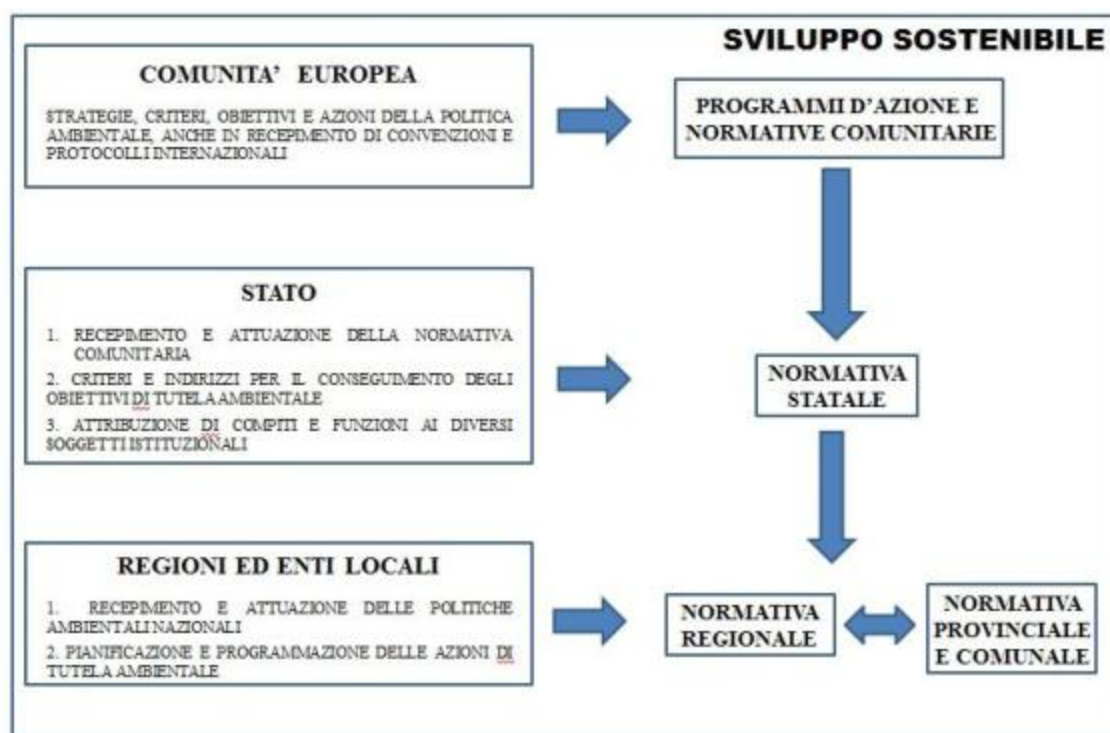 SVILUPPO SOSTENIBILE
COMUNITA' EUROPEA
STRATEGIE, CRITERI, OBIETTIVI E AZIONI DELLA POLITICA
AMBIENTALE, ANCHE IN RECEPIMENTO DI CONVENZIONI E
PROTOCOLLI INTERNAZIONALI
PROGRAMMI D'AZIONE E
NORMATIVE COMUNITARIE
STATO
1. RECEPIMENTO E ATTUAZIONE DELLA NORMATIVA
COMUNITARIA
2. CRITERI E INDIRIZZI PER IL CONSEGUIMENTO DEGLI
OBIETTIVI DI TUTELA AMBIENTALE
3. ATTRIBUZIONE DI COMPITI E FUNZIONI AI DIVERSI
SOGGETTI ISTITUZIONALI
NORMATIVA
STATALE
REGIONI ED ENTI LOCALI
1. RECEPIMENTO E ATTUAZIONE DELLE POLITICHE
AMBIENTALI NAZIONALI
2. PIANIFICAZIONE E PROGRAMMAZIONE DELLE AZIONI DI
TUTELA AMBIENTALE
NORMATIVA
REGIONALE
NORMATIVA
PROVINCIALE
E COMUNALE